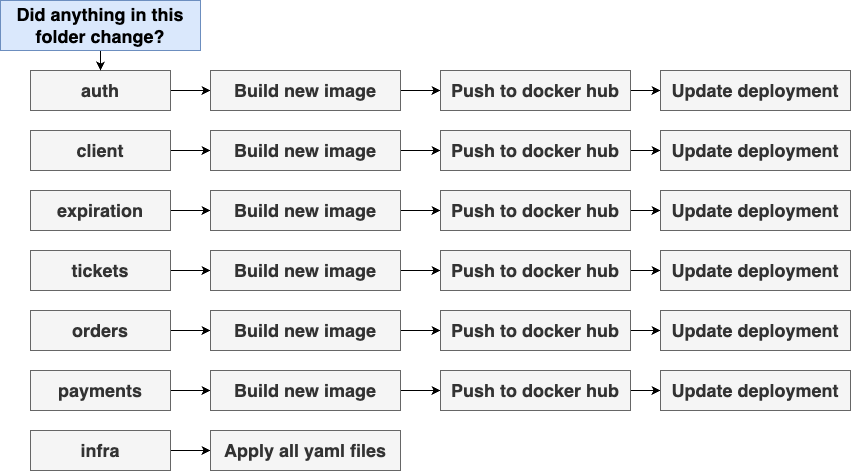 Did anything in this
folder change?
auth
Build new image
Push to docker hub
Update deployment
client
Build new image
Push to docker hub
Update deployment
expiration
Build new image
Push to docker hub
Update deployment
tickets
Build new image
Push to docker hub
Update deployment
orders
Build new image
Push to docker hub
Update deployment
payments
Build new image
Push to docker hub
Update deployment
infra
Apply all yaml files